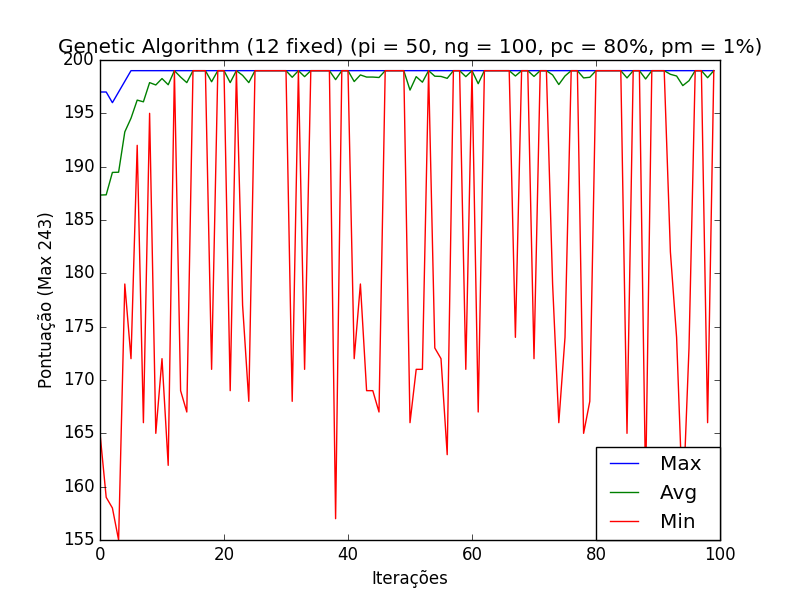 Genetic Algorithm (12 fixed) (pi = 50, ng = 100, pc = 80%, pm = 1%)
200
195
190
185
180
175
170
165
160
155
Pontuação (Max 243)
0
20
40
60
80
100
Iterações
Max
Avg
Min